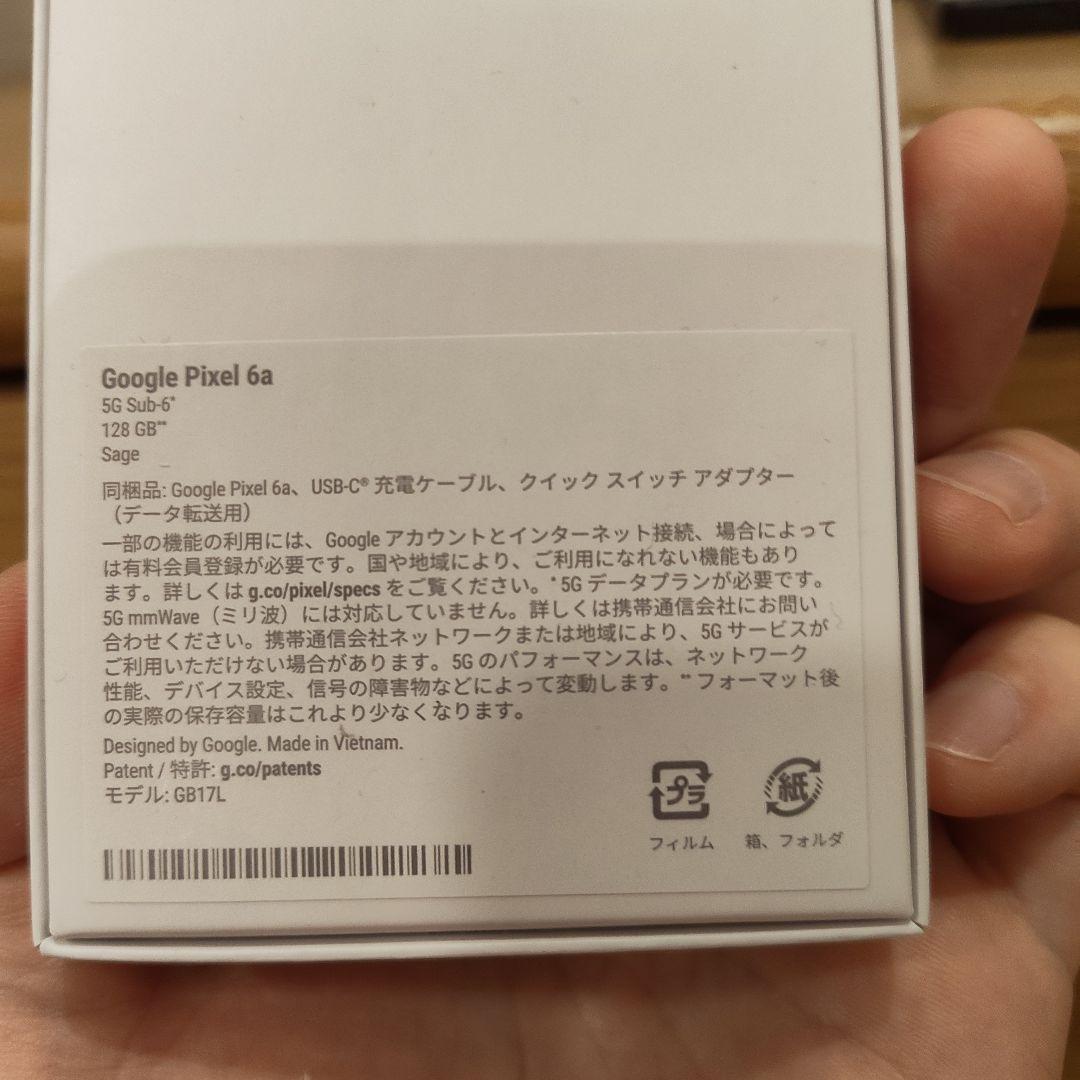 Google Pixel 6a
5G Sub-6*
128 GB**
Sage
同梱品: Google Pixel 6a、USB-C® 充電ケーブル、クイック スイッチ アダプター
（データ転送用）
一部の機能の利用には、Google アカウントとインターネット接続、場合によって
は有料会員登録が必要です。国や地域により、ご利用になれない機能もあり
ます。詳しくは g.co/pixel/specs をご覧ください。*5G データプランが必要です。
5G mmWave（ミリ波）には対応していません。詳しくは携帯通信会社にお問い
合わせください。携帯通信会社ネットワークまたは地域により、5G サービスが
ご利用いただけない場合があります。5G のパフォーマンスは、ネットワーク
性能、デバイス設定、信号の障害物などによって変動します。**フォーマット後
の実際の保存容量はこれより少なくなります。
Designed by Google. Made in Vietnam.
Patent / 特許: g.co/patents
モデル: GB17L
プラ 紙
フィルム 箱、フォルダ